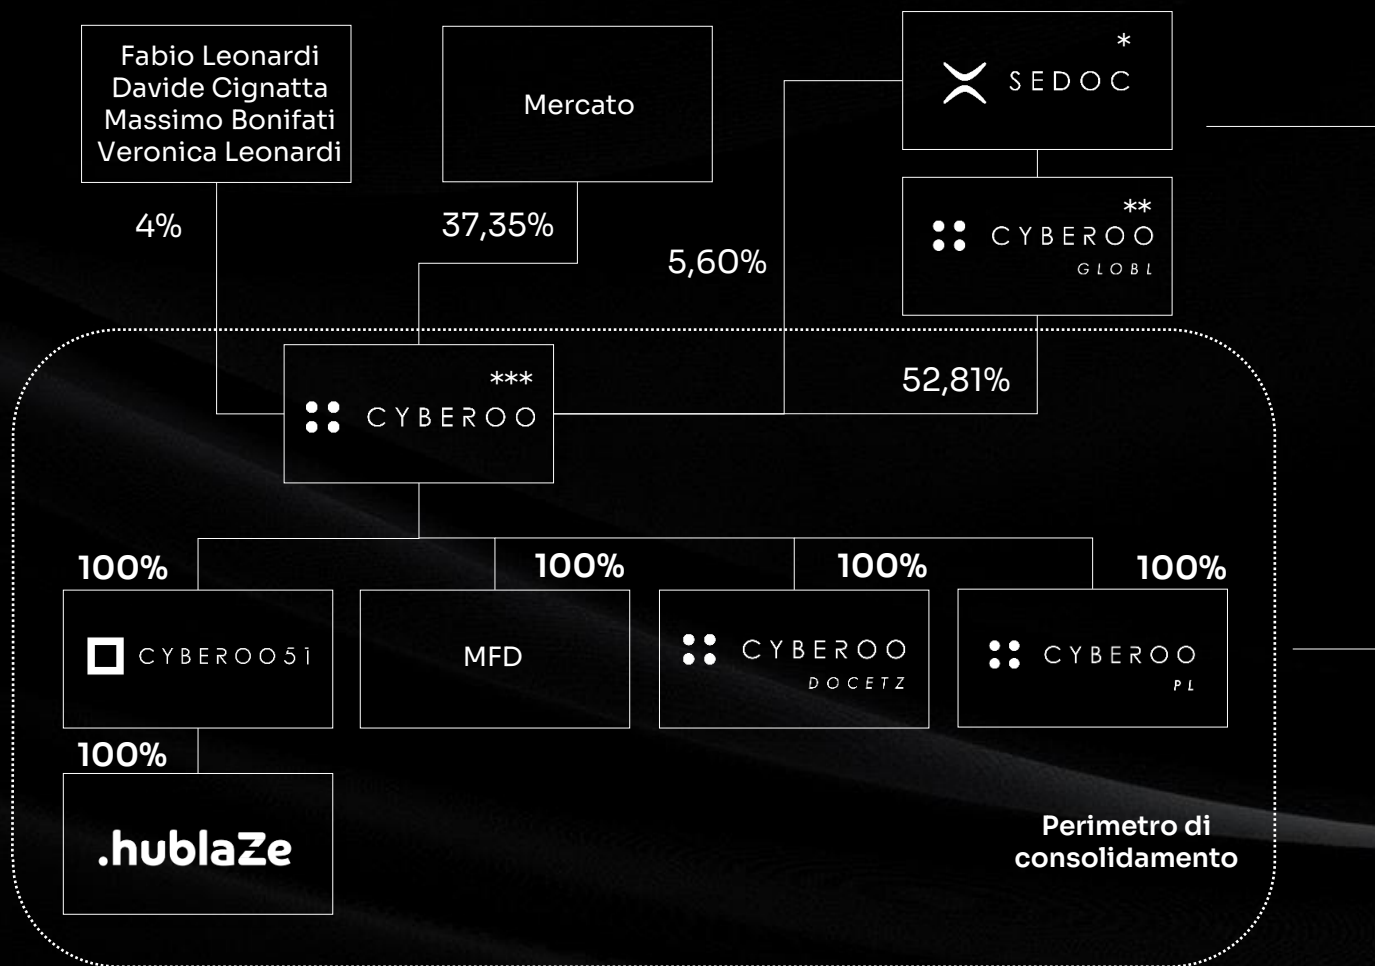 Fabio Leonardi
Davide Cignatta
Massimo Bonifati
Veronica Leonardi
Mercato
*
SEDOC
**
CYBEROO
GLOBL
4%
37,35%
5,60%
52,81%
***
CYBEROO
100%
100%
100%
100%
CYBEROO51
MFD
CYBEROO
DOCETZ
CYBEROO
PL
100%
.hublaze
Perimetro di
consolidamento